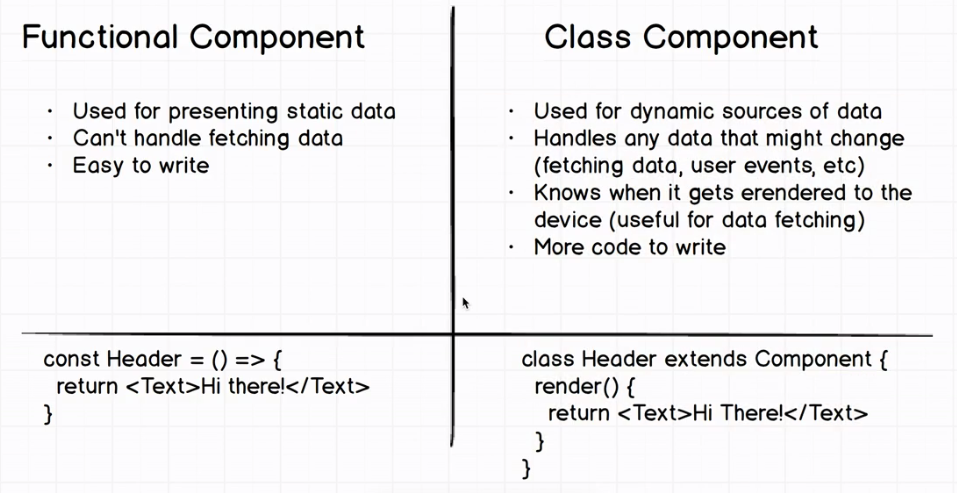 Functional Component
· Used for presenting static data
· Can't handle fetching data
· Easy to write
Class Component
· Used for dynamic sources of data
· Handles any data that might change
(fetching data, user events, etc)
· Knows when it gets erendered to the
device (useful for data fetching)
· More code to write
const Header = () => {
return <Text>Hi there!</Text>
}
class Header extends Component {
render() {
return <Text>Hi There!</Text>
}
}